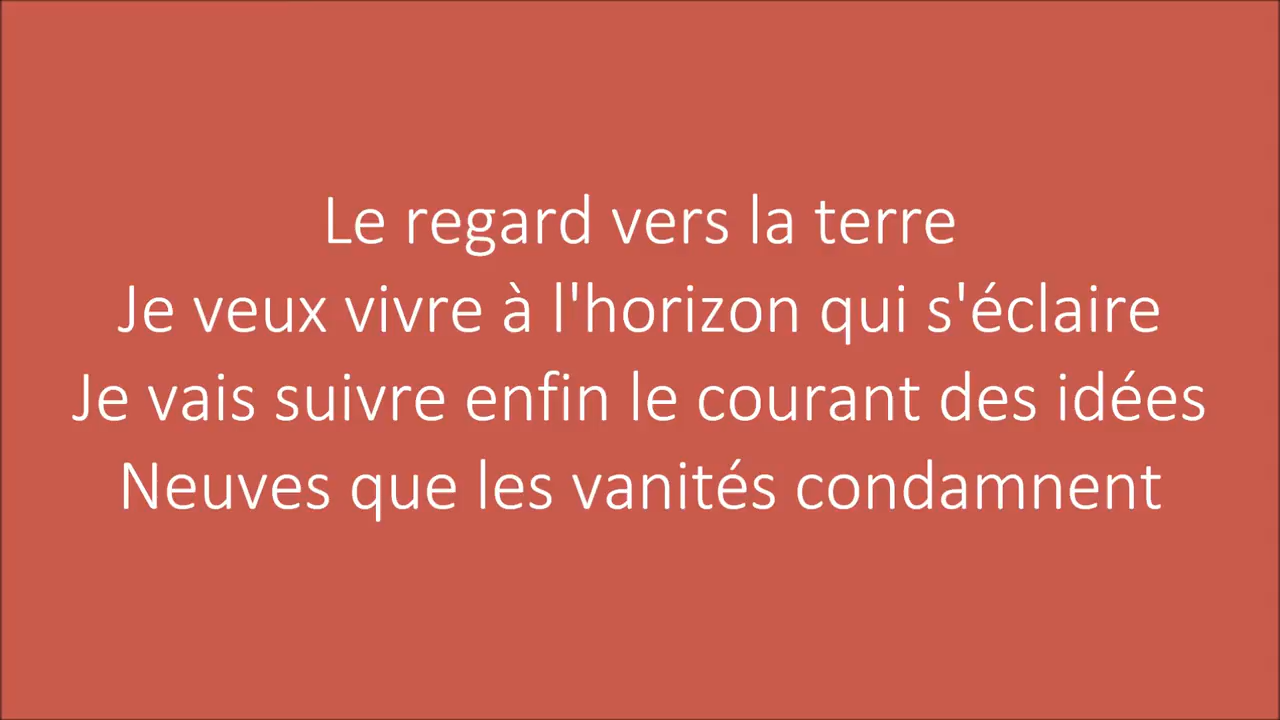 Le regard vers la terre
Je veux vivre à l'horizon qui s'éclaire
Je vais suivre enfin le courant des idées
Neuves que les vanités condamnent